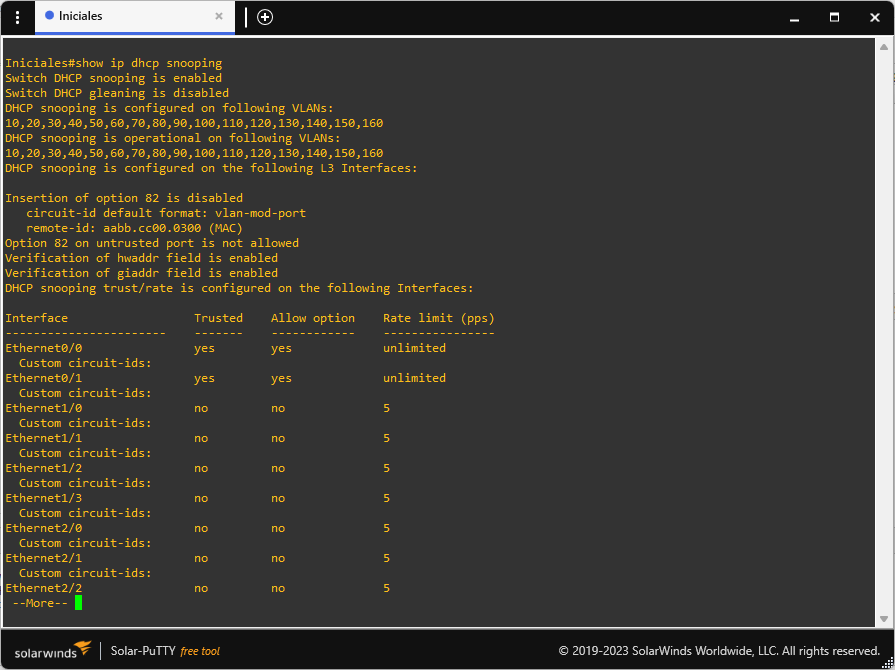 Iniciales
Iniciales#show ip dhcp snooping
Switch DHCP snooping is enabled
Switch DHCP gleaning is disabled
DHCP snooping is configured on following VLANs:
10,20,30,40,50,60,70,80,90,100,110,120,130,140,150,160
DHCP snooping is operational on following VLANs:
10,20,30,40,50,60,70,80,90,100,110,120,130,140,150,160
DHCP snooping is configured on the following L3 Interfaces:
Insertion of option 82 is disabled
   circuit-id default format: vlan-mod-port
   remote-id: aabb.cc00.0300 (MAC)
Option 82 on untrusted port is not allowed
Verification of hwaddr field is enabled
Verification of giaddr field is enabled
DHCP snooping trust/rate is configured on the following Interfaces:
Interface                  Trusted    Allow option    Rate limit (pps)
-----------------------    -------    ------------    ----------------
Ethernet0/0                yes        yes             unlimited
  Custom circuit-ids:
Ethernet0/1                yes        yes             unlimited
  Custom circuit-ids:
Ethernet1/0                no         no              5
  Custom circuit-ids:
Ethernet1/1                no         no              5
  Custom circuit-ids:
Ethernet1/2                no         no              5
  Custom circuit-ids:
Ethernet1/3                no         no              5
  Custom circuit-ids:
Ethernet2/0                no         no              5
  Custom circuit-ids:
Ethernet2/1                no         no              5
  Custom circuit-ids:
Ethernet2/2                no         no              5
 --More--
solarwinds Solar-PuTTY free tool © 2019-2023 SolarWinds Worldwide, LLC. All rights reserved.